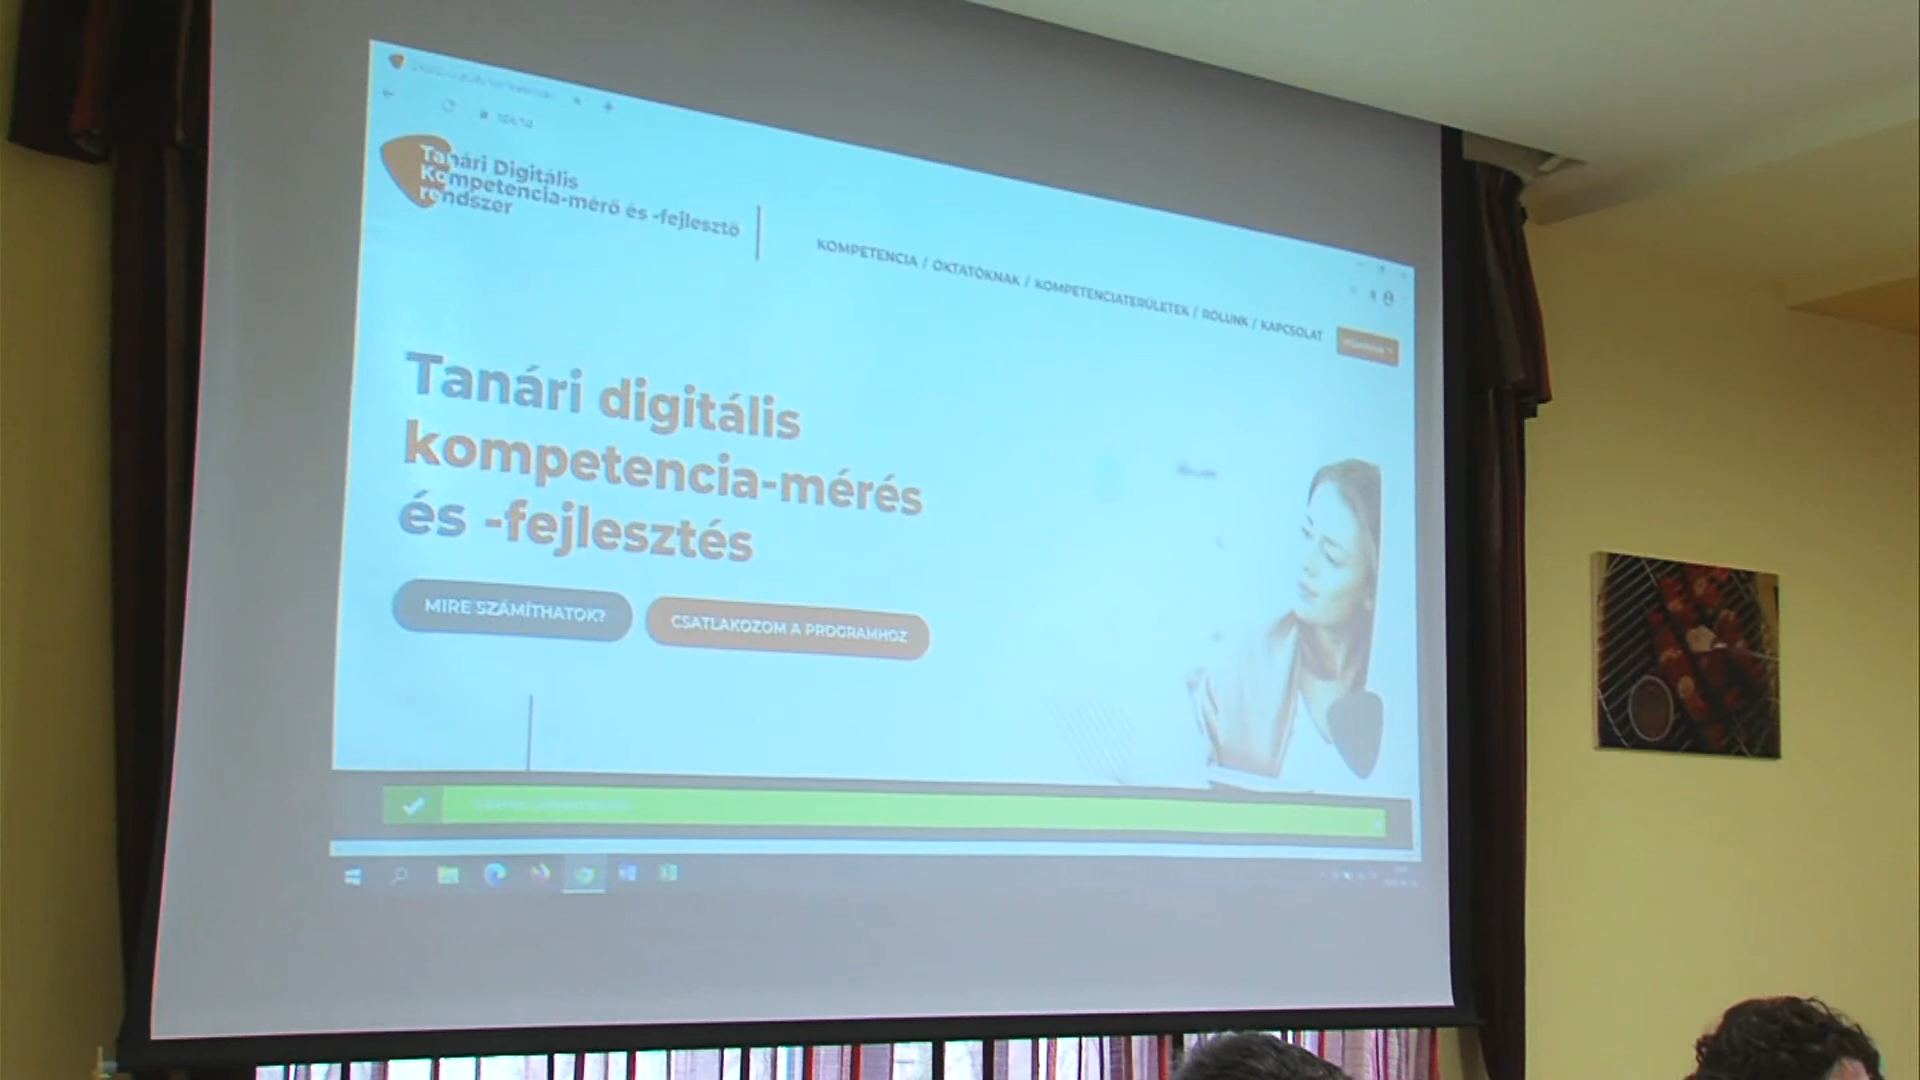 Tanári Digitális
Kompetencia-mérő és -fejlesztő
rendszer
KOMPETENCIA / OKTATÓKNAK / KOMPETENCIATERÜLETEK / RÓLUNK / KAPCSOLAT
Tanári digitális
kompetencia-mérés
és -fejlesztés
MIRE SZÁMÍTHATOK?
CSATLAKOZOM A PROGRAMHOZ